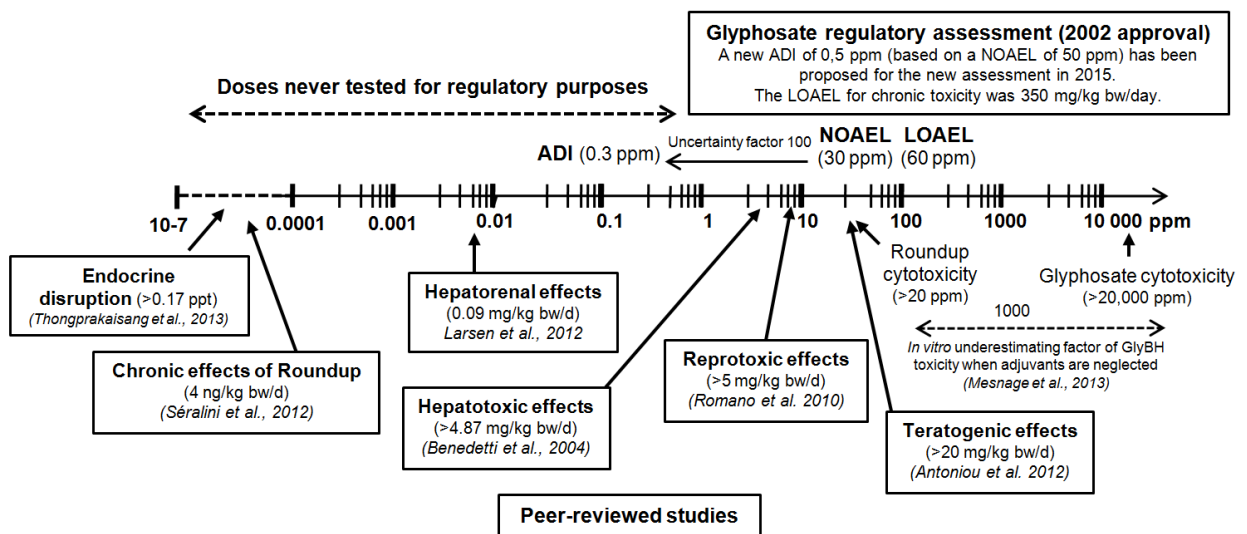 Glyphosate regulatory assessment (2002 approval)
A new ADI of 0,5 ppm (based on a NOAEL of 50 ppm) has been
proposed for the new assessment in 2015.
The LOAEL for chronic toxicity was 350 mg/kg bw/day.
Doses never tested for regulatory purposes
ADI (0.3 ppm)
Uncertainty factor 100
NOAEL LOAEL
(30 ppm) (60 ppm)
10-7 0.0001 0.001 0.01 0.1 1 10 100 1000 10 000 ppm
Endocrine
disruption (>0.17 ppt)
(Thongprakaisang et al., 2013)
Chronic effects of Roundup
(4 ng/kg bw/d)
(Séralini et al., 2012)
Hepatorenal effects
(0.09 mg/kg bw/d)
Larsen et al. 2012
Hepatotoxic effects
(>4.87 mg/kg bw/d)
(Benedetti et al., 2004)
Reprotoxic effects
(>5 mg/kg bw/d)
(Romano et al. 2010)
Teratogenic effects
(>20 mg/kg bw/d)
(Antoniou et al. 2012)
Roundup
cytotoxicity
(>20 ppm)
Glyphosate cytotoxicity
(>20,000 ppm)
1000
In vitro underestimating factor of GlyBH
toxicity when adjuvants are neglected
(Mesnage et al., 2013)
Peer-reviewed studies